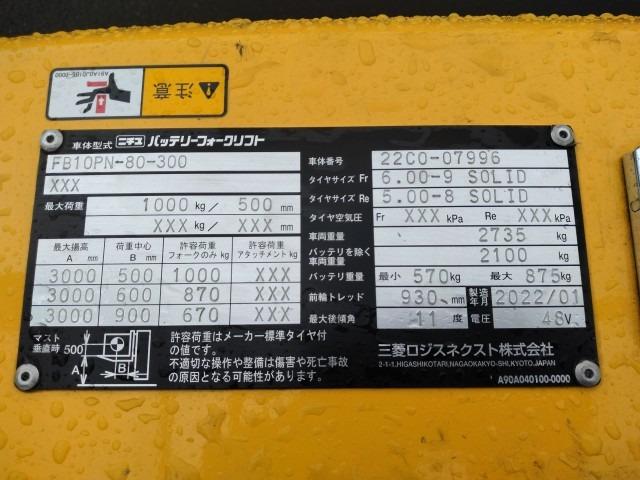 A91A0J01BE-0000
注意
車体型式 ニチユ バッテリーフォークリフト
FB10PN-80-300
XXX
最大荷重 1000 kg/ 500 mm
XXX kg/ XXX mm
最大揚高 A mm 荷重中心 B mm 許容荷重 フォークのみ kg 許容荷重 アタッチメント kg
3000 500 1000 XXX
3000 600 870 XXX
3000 900 670 XXX
マスト垂直時 500 A B
許容荷重はメーカー標準タイヤ付
の値です。
不適切な操作や整備は傷害や死亡事故
の原因となる可能性があります。
車体番号 22C0-07996
タイヤサイズ Fr 6.00-9 SOLID
タイヤサイズ Re 5.00-8 SOLID
タイヤ空気圧 Fr XXX kPa Re XXX kPa
車両重量 2735 kg
バッテリを除く車両重量 2100 kg
バッテリ重量 最小 570 kg 最大 875 kg
前輪トレッド 930 mm 製造年月 2022/01
最大後傾角 11 度 電圧 48 V
三菱ロジスネクスト株式会社
2-1-1,HIGASHIKOTARI,NAGAOKAKYO-SHI,KYOTO,JAPAN
A90A040100-0000